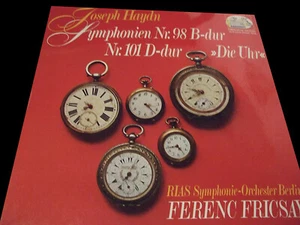 Joseph Haydn
Symphonien Nr. 98 B-dur
Nr. 101 D-dur »Die Uhr«
RIAS Symphonie-Orchester Berlin
FERENC FRICSAY